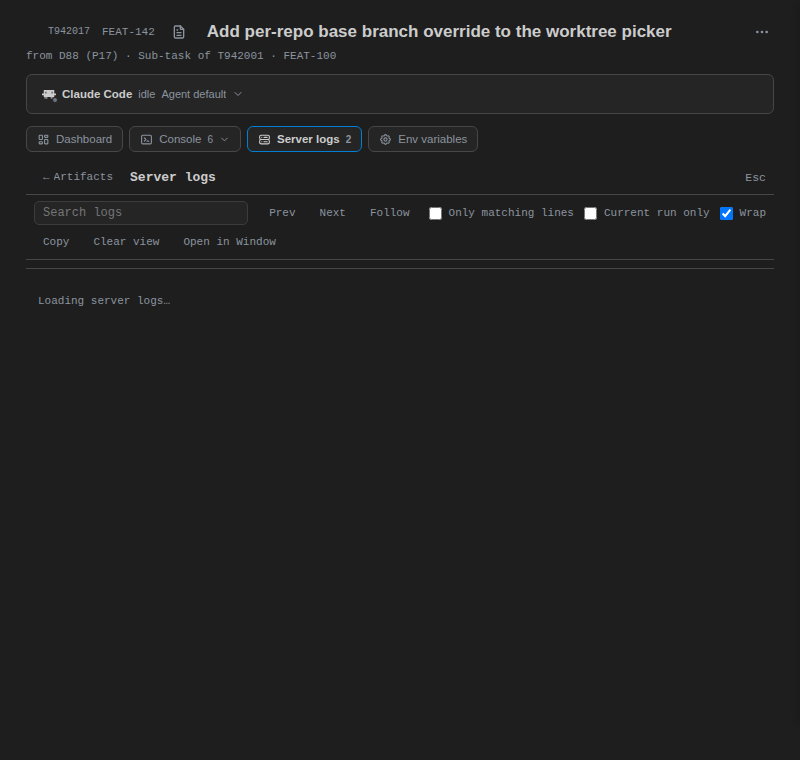 T942017 FEAT-142 Add per-repo base branch override to the worktree picker
from D88 (P17) · Sub-task of T942001 · FEAT-100
Claude Code idle Agent default
Dashboard Console 6 Server logs 2 Env variables
← Artifacts Server logs Esc
Search logs Prev Next Follow Only matching lines Current run only Wrap
Copy Clear view Open in Window
Loading server logs…